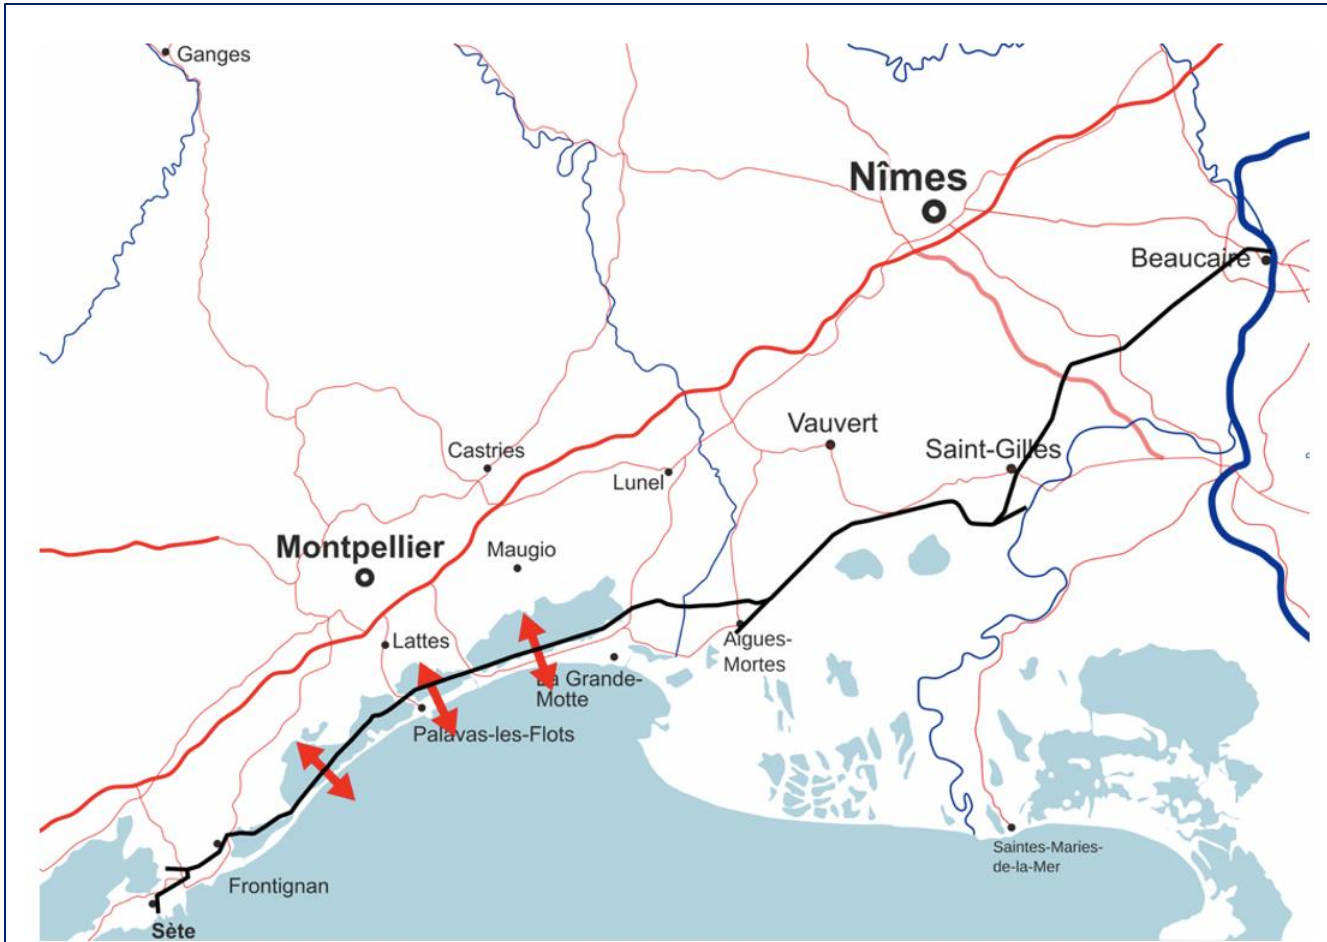 Ganges
Nîmes
Beaucaire
Vauvert
Castries
Saint-Gilles
Lunel
Montpellier
Maugio
Lattes
Aigues-
Mortes
La Grande-
Motte
Palavas-les-Flots
Saintes-Maries-
de-la-Mer
Frontignan
Sète